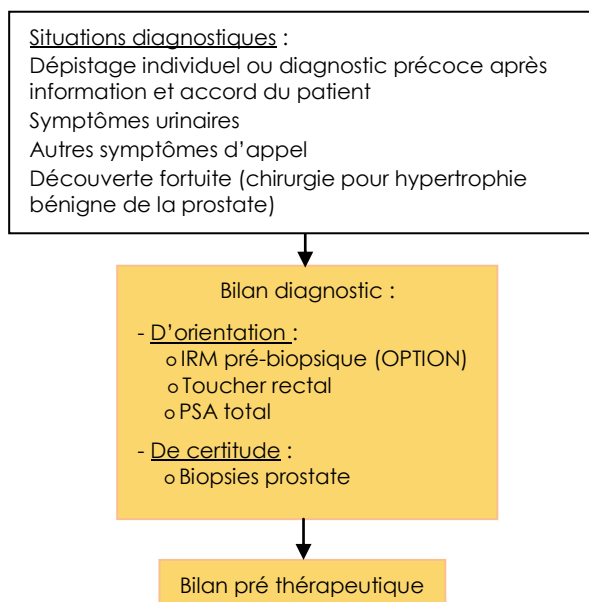 Situations diagnostiques :
Dépistage individuel ou diagnostic précoce après
information et accord du patient
Symptômes urinaires
Autres symptômes d'appel
Découverte fortuite (chirurgie pour hypertrophie
bénigne de la prostate)
Bilan diagnostic :
- D'orientation :
o IRM pré-biopsique (OPTION)
o Toucher rectal
o PSA total
- De certitude :
o Biopsies prostate
Bilan pré thérapeutique